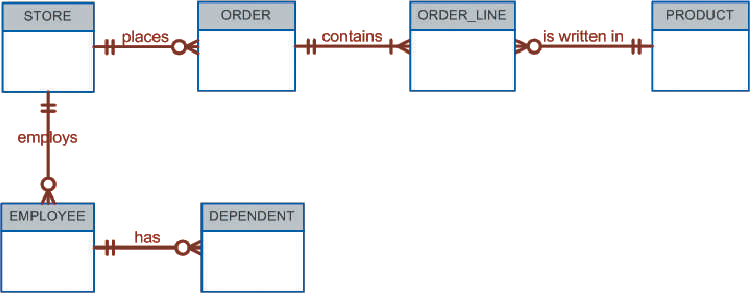 STORE
places
ORDER
contains
ORDER_LINE
is written in
PRODUCT
employs
EMPLOYEE
has
DEPENDENT